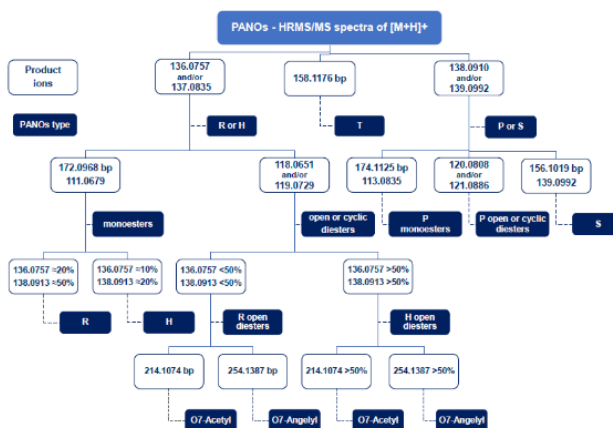 PANOs - HRMS/MS spectra of [M+H]+
Product
ions
136.0757
and/or
137.0835
158.1176 bp
138.0910
and/or
139.0992
PANOs type
R or H
T
P or S
172.0968 bp
111.0679
118.0651
and/or
119.0729
174.1125 bp
113.0835
120.0808
and/or
121.0886
156.1019 bp
139.0992
monoesters
open or cyclic
diesters
P
monoesters
P open or cyclic
diesters
S
136.0757 ≈20%
138.0913 ≈50%
136.0757 ≈10%
138.0913 ≈20%
136.0757 <50%
138.0913 <50%
136.0757 >50%
138.0913 >50%
R
H
R open
diesters
H open
diesters
214.1074 bp
254.1387 bp
214.1074 >50%
254.1387 >50%
O7-Acetyl
O7-Angelyl
O7-Acetyl
O7-Angelyl